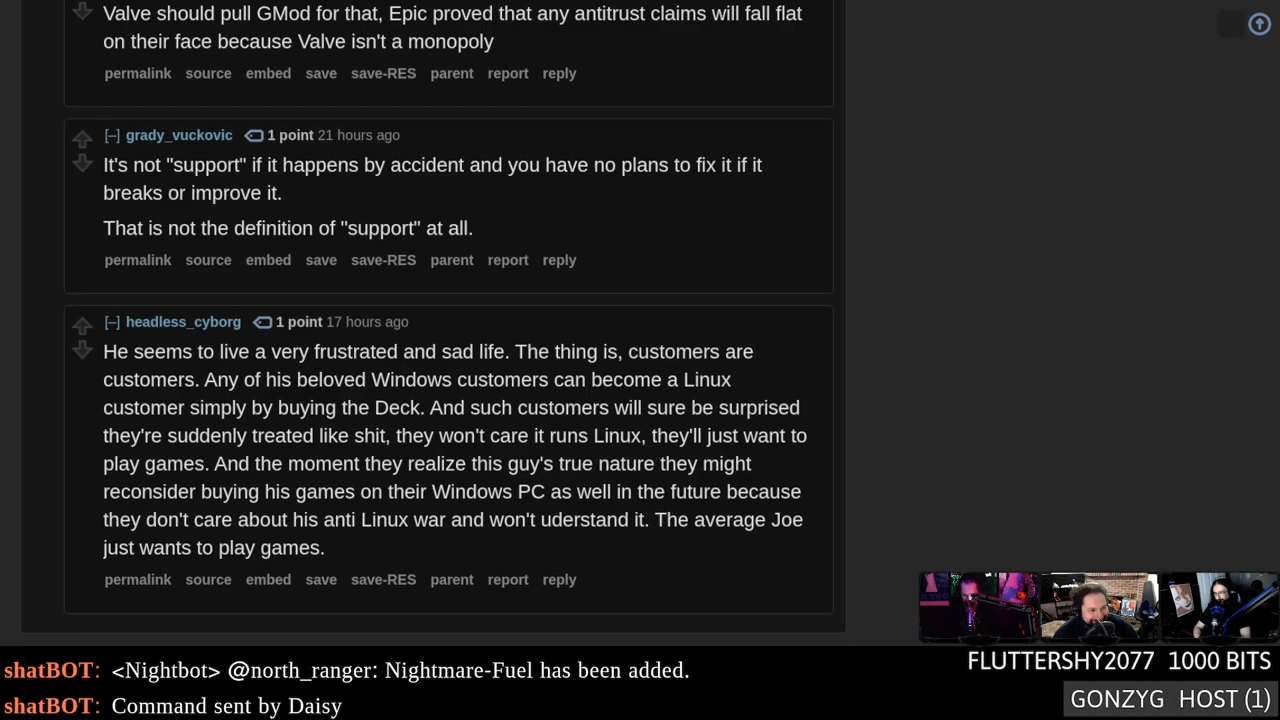 Valve should pull GMod for that, Epic proved that any antitrust claims will fall flat
on their face because Valve isn't a monopoly
permalink source embed save save-RES parent report reply
[–] grady_vuckovic 1 point 21 hours ago
It's not "support" if it happens by accident and you have no plans to fix it if it
breaks or improve it.
That is not the definition of "support" at all.
permalink source embed save save-RES parent report reply
[–] headless_cyborg 1 point 17 hours ago
He seems to live a very frustrated and sad life. The thing is, customers are
customers. Any of his beloved Windows customers can become a Linux
customer simply by buying the Deck. And such customers will sure be surprised
they're suddenly treated like shit, they won't care it runs Linux, they'll just want to
play games. And the moment they realize this guy's true nature they might
reconsider buying his games on their Windows PC as well in the future because
they don't care about his anti Linux war and won't uderstand it. The average Joe
just wants to play games.
permalink source embed save save-RES parent report reply
shatBOT: <Nightbot> @north_ranger: Nightmare-Fuel has been added.
shatBOT: Command sent by Daisy
FLUTTERSHY2077 1000 BITS
GONZYG HOST (1)